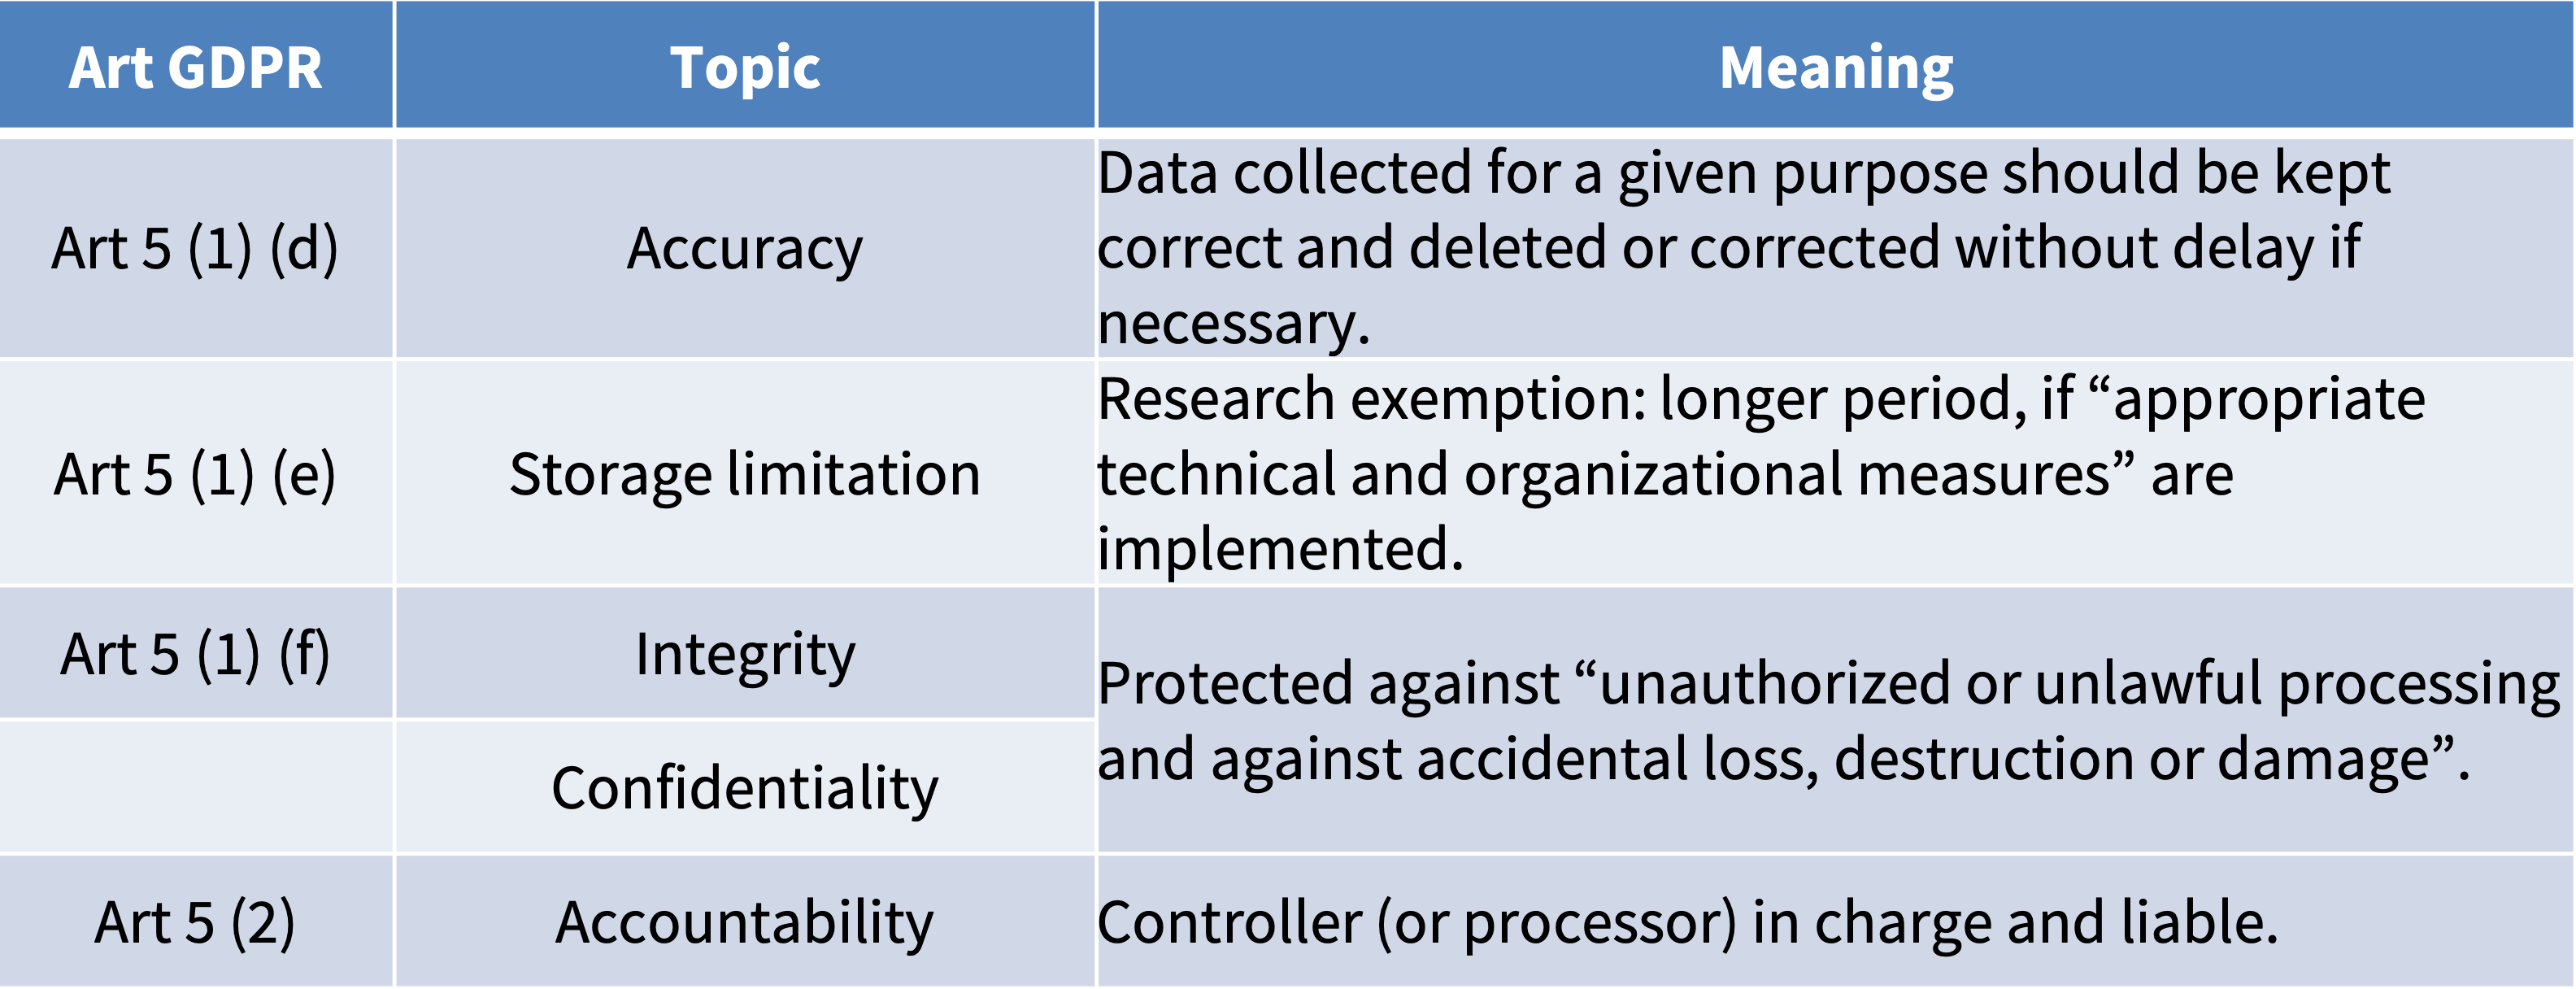 Art GDPR Topic Meaning
Art 5 (1) (d)
Accuracy
Data collected for a given purpose should be kept
correct and deleted or corrected without delay if
necessary.
Art 5 (1) (e)
Storage limitation
Research exemption: longer period, if “appropriate
technical and organizational measures” are
implemented.
Art 5 (1) (f)
Integrity
Confidentiality
Protected against “unauthorized or unlawful processing
and against accidental loss, destruction or damage”.
Art 5 (2)
Accountability
Controller (or processor) in charge and liable.